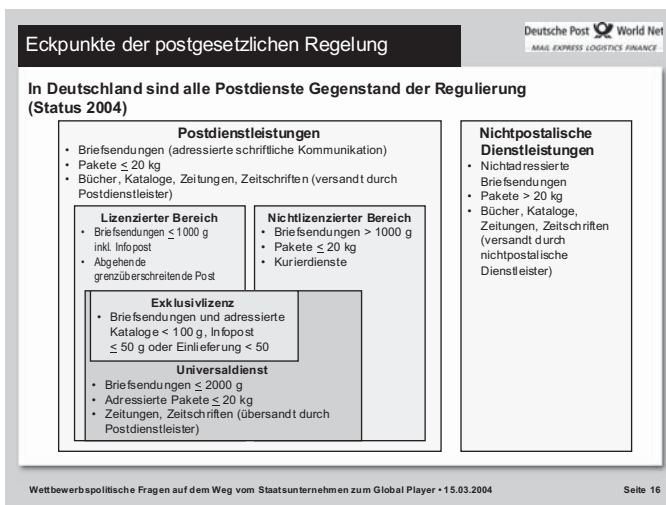 Eckpunkte der postgesetzlichen Regelung
Deutsche Post World Net
MAIL EXPRESS LOGISTICS FINANCE
In Deutschland sind alle Postdienste Gegenstand der Regulierung
(Status 2004)
Postdienstleistungen
• Briefsendungen (adressierte schriftliche Kommunikation)
• Pakete ≤ 20 kg
• Bücher, Kataloge, Zeitungen, Zeitschriften (versandt durch
Postdienstleister)
Lizenzierter Bereich
• Briefsendungen ≤ 1000 g
inkl. Infopost
• Abgehende
grenzüberschreitende Post
Nichtlizenzierter Bereich
• Briefsendungen > 1000 g
• Pakete ≤ 20 kg
• Kurierdienste
Exklusivlizenz
• Briefsendungen und adressierte
Kataloge < 100 g, Infopost
≤ 50 g oder Einlieferung < 50
Universaldienst
• Briefsendungen ≤ 2000 g
• Adressierte Pakete ≤ 20 kg
• Zeitungen, Zeitschriften (übersandt durch
Postdienstleister)
Nichtpostalische
Dienstleistungen
• Nichtadressierte
Briefsendungen
• Pakete > 20 kg
• Bücher, Kataloge,
Zeitungen, Zeitschriften
(versandt durch
nichtpostalische
Dienstleister)
Wettbewerbspolitische Fragen auf dem Weg vom Staatsunternehmen zum Global Player • 15.03.2004
Seite 16